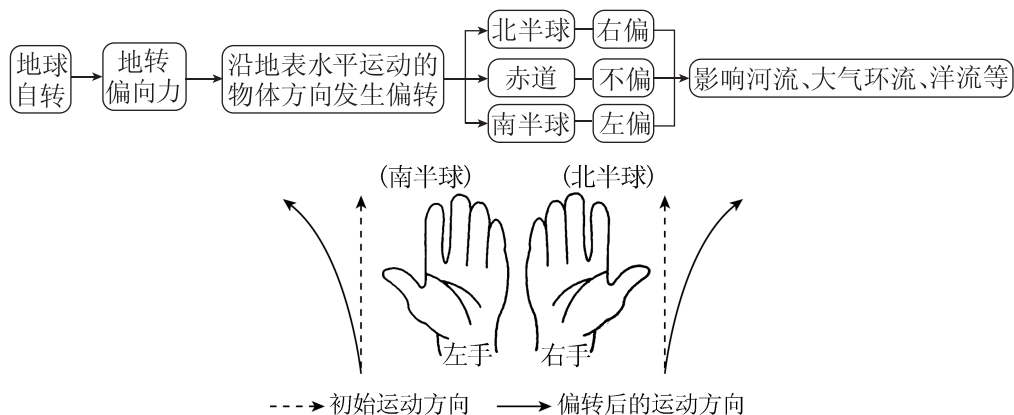 地球
自转
地转
偏向力
沿地表水平运动的
物体方向发生偏转
北半球
右偏
赤道
不偏
南半球
左偏
影响河流、大气环流、洋流等
(南半球)
(北半球)
左手
右手
初始运动方向
偏转后的运动方向